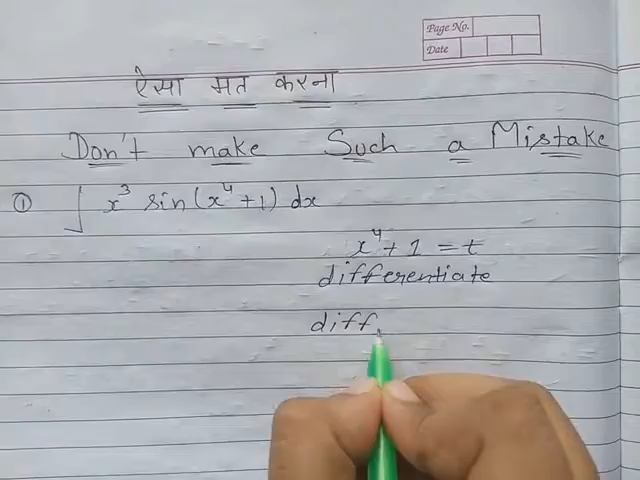 Page No.
Date
ऐसा मत करना
Don't make Such a Mistake
① ∫ x³ sin(x⁴+1) dx
x⁴+1 = t
differentiate
diff